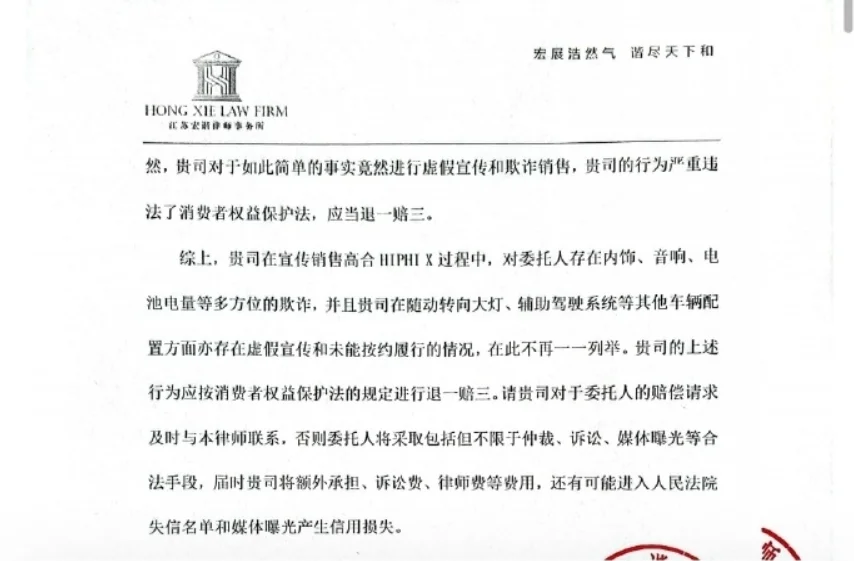 宏展浩然气 谐尽天下和
HONG XIE LAW FIRM
江苏宏谐律师事务所
然，贵司对于如此简单的事实竟然进行虚假宣传和欺诈销售，贵司的行为严重违
法了消费者权益保护法，应当退一赔三。
综上，贵司在宣传销售高合 HIPHI X 过程中，对委托人存在内饰、音响、电
池电量等多方位的欺诈，并且贵司在随动转向大灯、辅助驾驶系统等其他车辆配
置方面亦存在虚假宣传和未能按约履行的情况，在此不再一一列举。贵司的上述
行为应按消费者权益保护法的规定进行退一赔三。请贵司对于委托人的赔偿请求
及时与本律师联系，否则委托人将采取包括但不限于仲裁、诉讼、媒体曝光等合
法手段，届时贵司将额外承担、诉讼费、律师费等费用，还有可能进入人民法院
失信名单和媒体曝光产生信用损失。